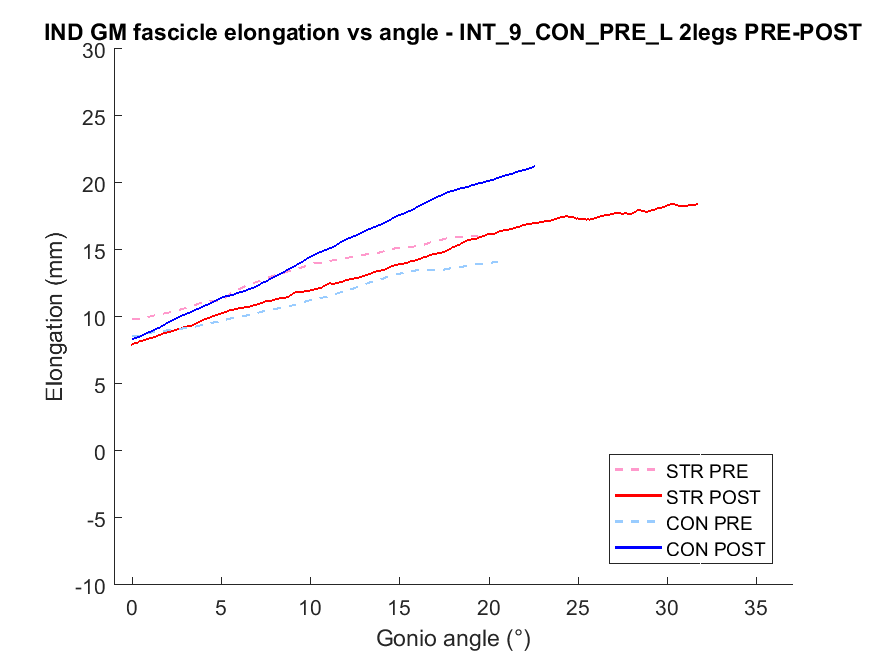 IND GM fascicle elongation vs angle - INT_9_CON_PRE_L 2legs PRE-POST
30
25
20
15
10
5
0
-5
-10
Elongation (mm)
0 5 10 15 20 25 30 35
Gonio angle (°)
STR PRE
STR POST
CON PRE
CON POST